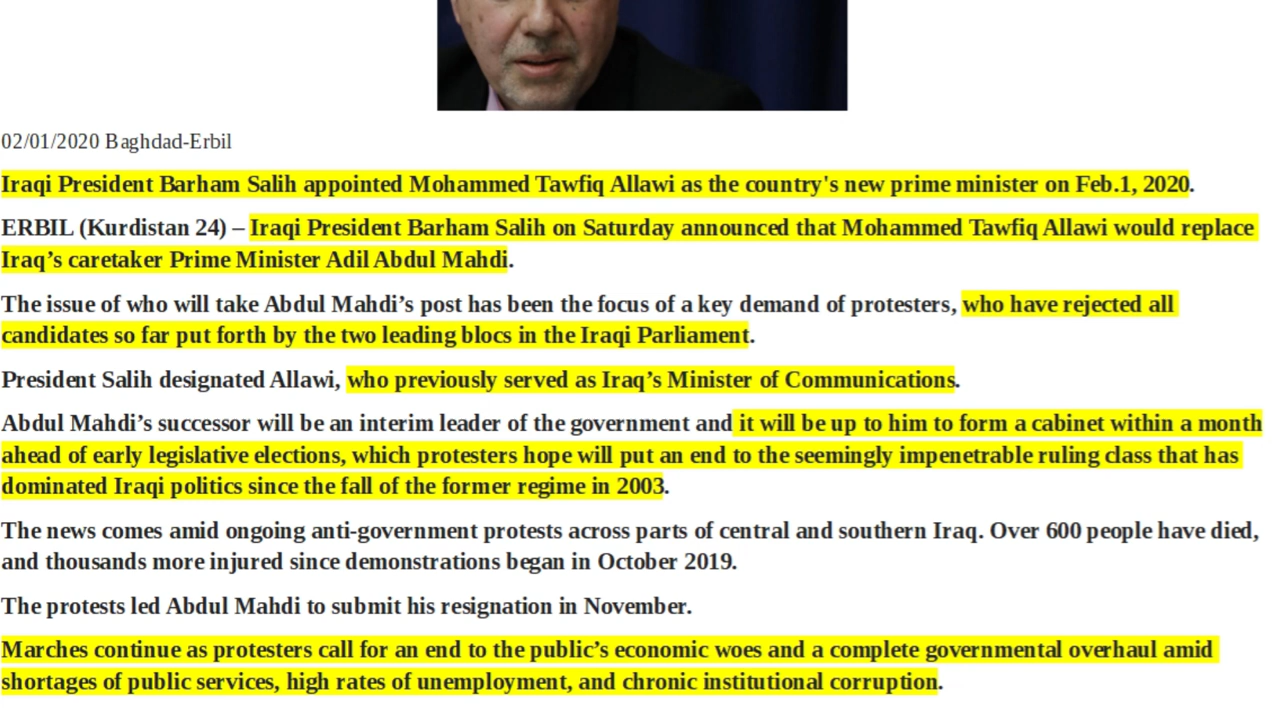 02/01/2020 Baghdad-Erbil
Iraqi President Barham Salih appointed Mohammed Tawfiq Allawi as the country's new prime minister on Feb.1, 2020.
ERBIL (Kurdistan 24) – Iraqi President Barham Salih on Saturday announced that Mohammed Tawfiq Allawi would replace
Iraq’s caretaker Prime Minister Adil Abdul Mahdi.
The issue of who will take Abdul Mahdi’s post has been the focus of a key demand of protesters, who have rejected all
candidates so far put forth by the two leading blocs in the Iraqi Parliament.
President Salih designated Allawi, who previously served as Iraq’s Minister of Communications.
Abdul Mahdi’s successor will be an interim leader of the government and it will be up to him to form a cabinet within a month
ahead of early legislative elections, which protesters hope will put an end to the seemingly impenetrable ruling class that has
dominated Iraqi politics since the fall of the former regime in 2003.
The news comes amid ongoing anti-government protests across parts of central and southern Iraq. Over 600 people have died,
and thousands more injured since demonstrations began in October 2019.
The protests led Abdul Mahdi to submit his resignation in November.
Marches continue as protesters call for an end to the public’s economic woes and a complete governmental overhaul amid
shortages of public services, high rates of unemployment, and chronic institutional corruption.